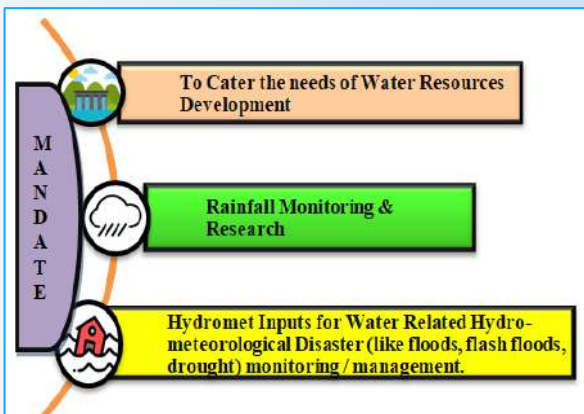 MANDATE
To Cater the needs of Water Resources
Development
Rainfall Monitoring &
Research
Hydromet Inputs for Water Related Hydro-
meteorological Disaster (like floods, flash floods,
drought) monitoring / management.